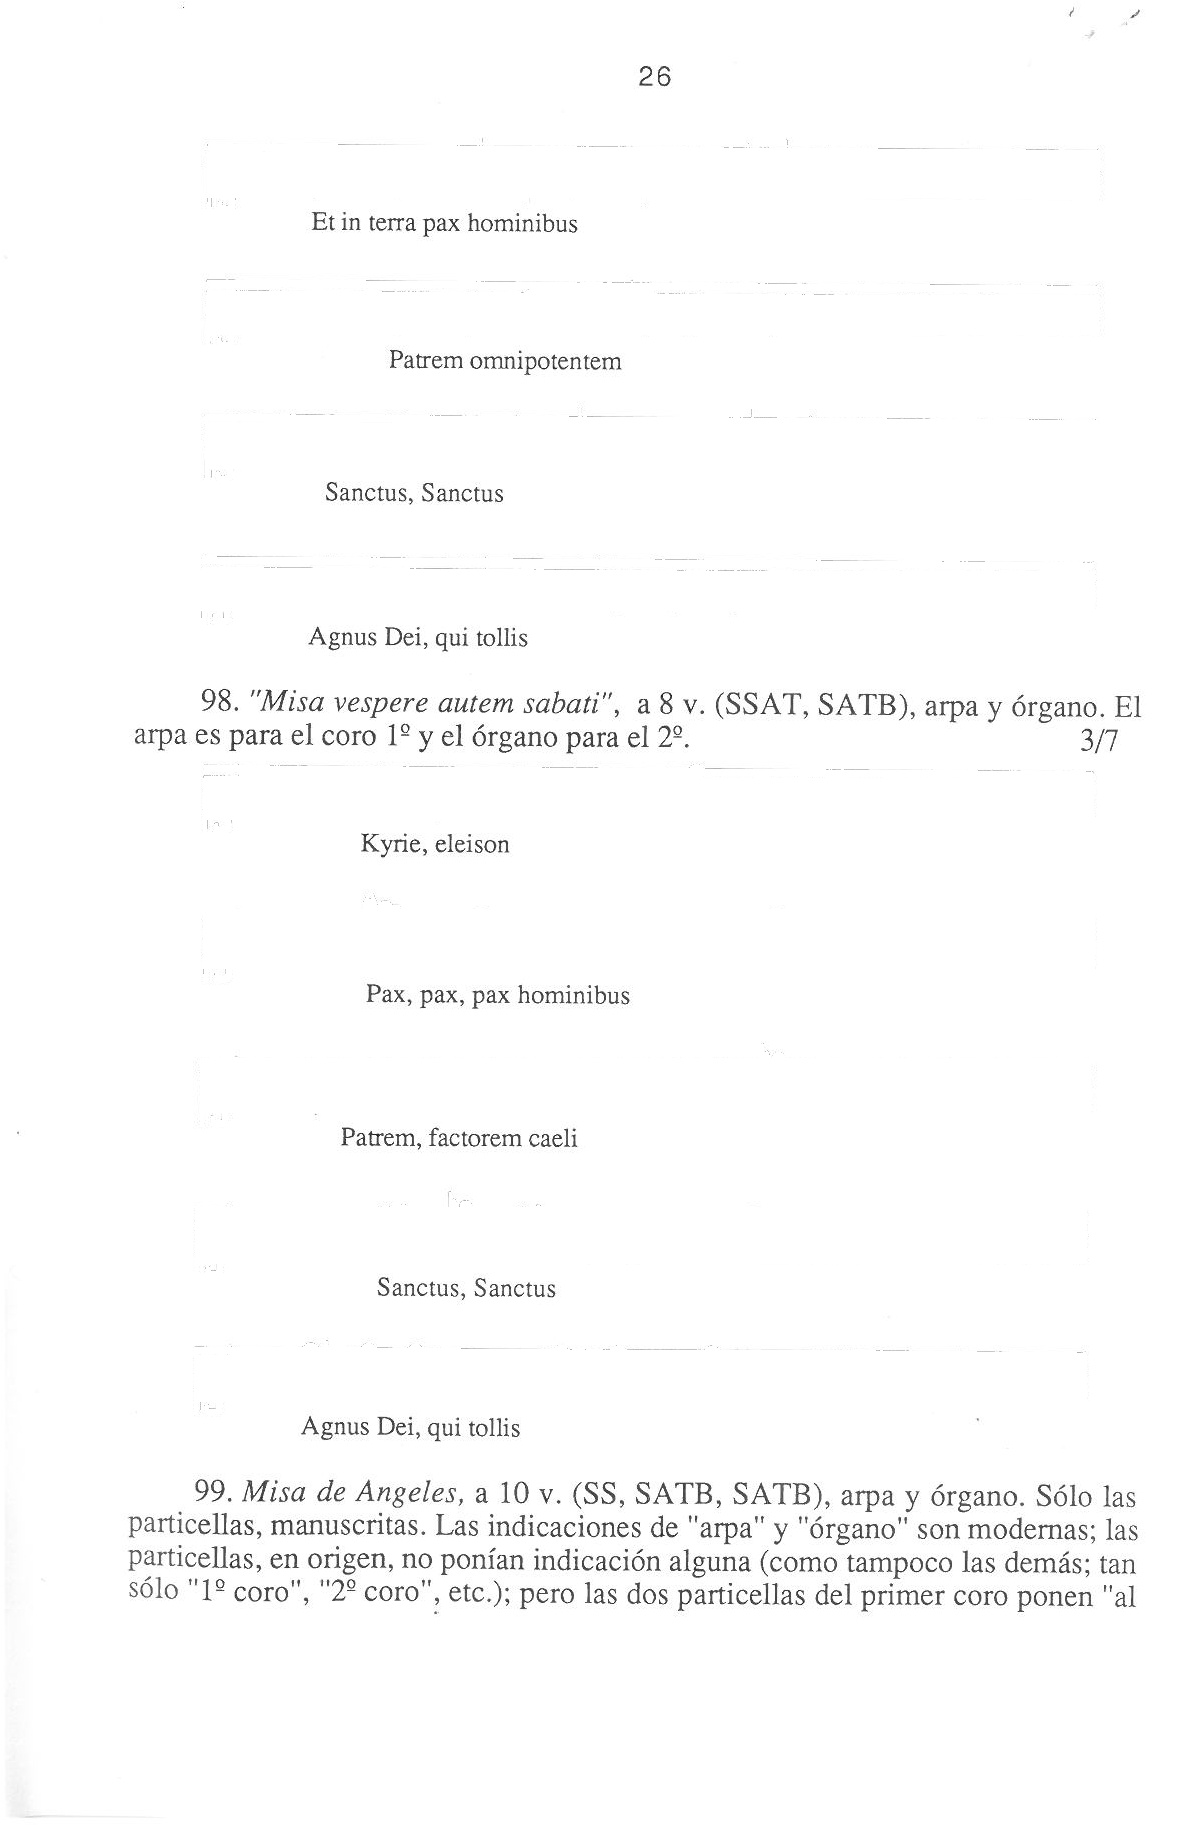 26
Et in terra pax hominibus
Patrem omnipotentem
Sanctus, Sanctus
Agnus Dei, qui tollis
98. "Misa vespere autem sabati", a 8 v. (SSAT, SATB), arpa y órgano. El
arpa es para el coro 1º y el órgano para el 2º. 3/7
Kyrie, eleison
Pax, pax, pax hominibus
Patrem, factorem caeli
Sanctus, Sanctus
Agnus Dei, qui tollis
99. Misa de Angeles, a 10 v. (SS, SATB, SATB), arpa y órgano. Sólo las
particellas, manuscritas. Las indicaciones de "arpa" y "órgano" son modernas; las
particellas, en origen, no ponían indicación alguna (como tampoco las demás; tan
sólo "1º coro", "2º coro", etc.); pero las dos particellas del primer coro ponen "al